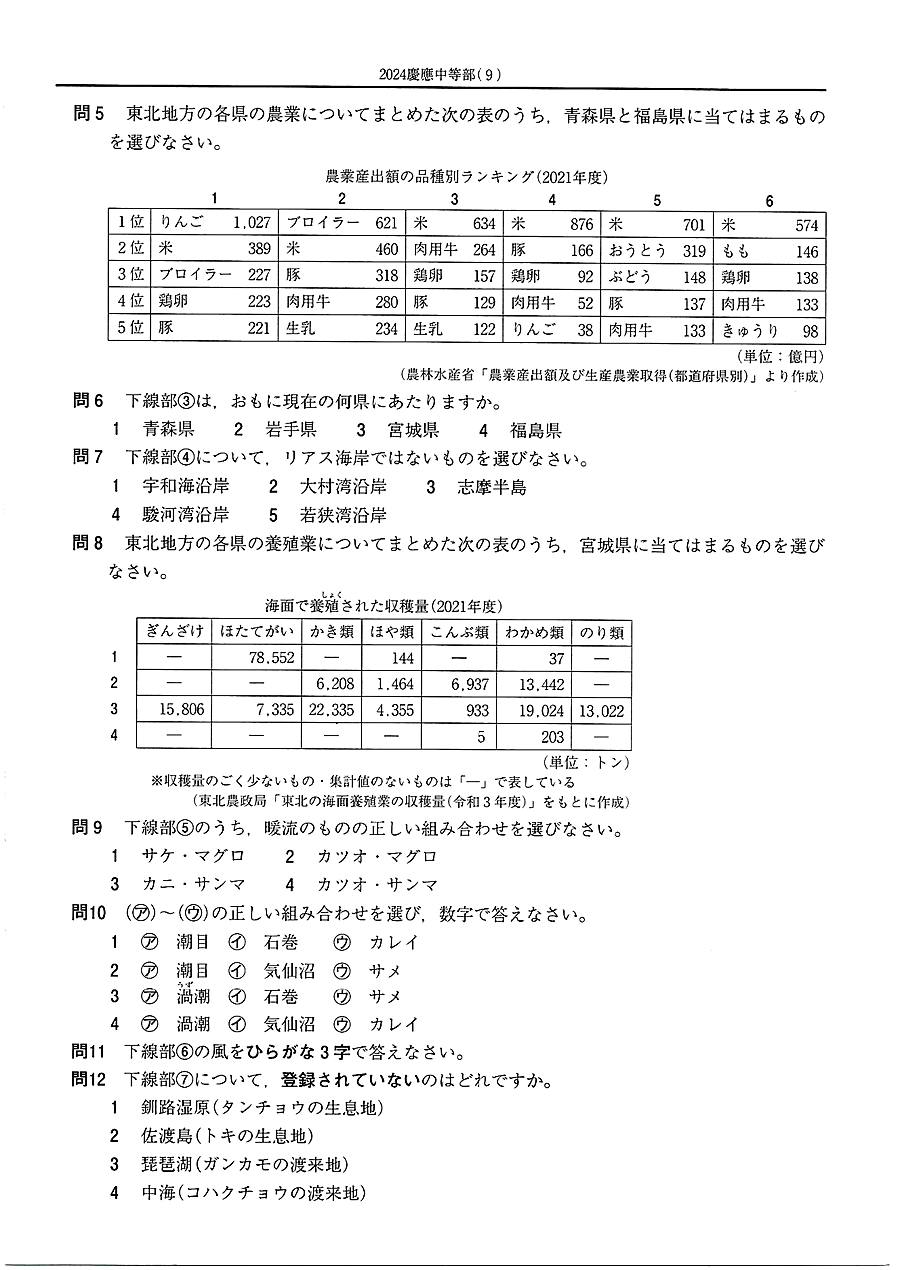 2024慶應中等部(9)
問5 東北地方の各県の農業についてまとめた次の表のうち，青森県と福島県に当てはまるもの
を選びなさい。
農業産出額の品種別ランキング(2021年度)
1 2 3 4 5 6
1位 りんご 1,027 ブロイラー 621 米 634 米 876 米 701 米 574
2位 米 389 米 460 肉用牛 264 豚 166 おうとう 319 もも 146
3位 ブロイラー 227 豚 318 鶏卵 157 鶏卵 92 ぶどう 148 鶏卵 138
4位 鶏卵 223 肉用牛 280 豚 129 肉用牛 52 豚 137 肉用牛 133
5位 豚 221 生乳 234 生乳 122 りんご 38 肉用牛 133 きゅうり 98
(単位：億円)
(農林水産省「農業産出額及び生産農業取得(都道府県別)」より作成)
問6 下線部③は，おもに現在の何県にあたりますか。
1 青森県 2 岩手県 3 宮城県 4 福島県
問7 下線部④について，リアス海岸ではないものを選びなさい。
1 宇和海沿岸 2 大村湾沿岸 3 志摩半島
4 駿河湾沿岸 5 若狭湾沿岸
問8 東北地方の各県の養殖業についてまとめた次の表のうち，宮城県に当てはまるものを選び
なさい。
しょく
海面で養殖された収穫量(2021年度)
ぎんざけ ほたてがい かき類 ほや類 こんぶ類 わかめ類 のり類
1 ― 78,552 ― 144 ― 37 ―
2 ― ― 6,208 1,464 6,937 13,442 ―
3 15,806 7,335 22,335 4,355 933 19,024 13,022
4 ― ― ― ― 5 203 ―
(単位：トン)
※収穫量のごく少ないもの・集計値のないものは「―」で表している
(東北農政局「東北の海面養殖業の収穫量(令和3年度)」をもとに作成)
問9 下線部⑤のうち，暖流のものの正しい組み合わせを選びなさい。
1 サケ・マグロ 2 カツオ・マグロ
3 カニ・サンマ 4 カツオ・サンマ
問10 (㋐)～(㋒)の正しい組み合わせを選び，数字で答えなさい。
1 ㋐ 潮目 ㋑ 石巻 ㋒ カレイ
2 ㋐ 潮目 ㋑ 気仙沼 ㋒ サメ
うず
3 ㋐ 渦潮 ㋑ 石巻 ㋒ サメ
4 ㋐ 渦潮 ㋑ 気仙沼 ㋒ カレイ
問11 下線部⑥の風をひらがな3字で答えなさい。
問12 下線部⑦について，登録されていないのはどれですか。
1 釧路湿原(タンチョウの生息地)
2 佐渡島(トキの生息地)
3 琵琶湖(ガンカモの渡来地)
4 中海(コハクチョウの渡来地)